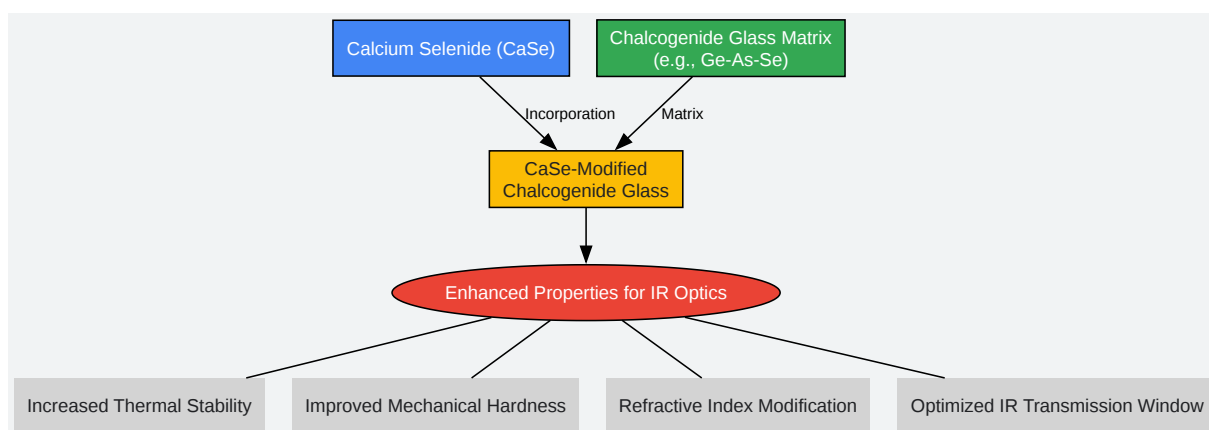 Calcium Selenide (CaSe)
Chalcogenide Glass Matrix
(e.g., Ge-As-Se)
Incorporation
Matrix
CaSe-Modified
Chalcogenide Glass
Enhanced Properties for IR Optics
Increased Thermal Stability
Improved Mechanical Hardness
Refractive Index Modification
Optimized IR Transmission Window